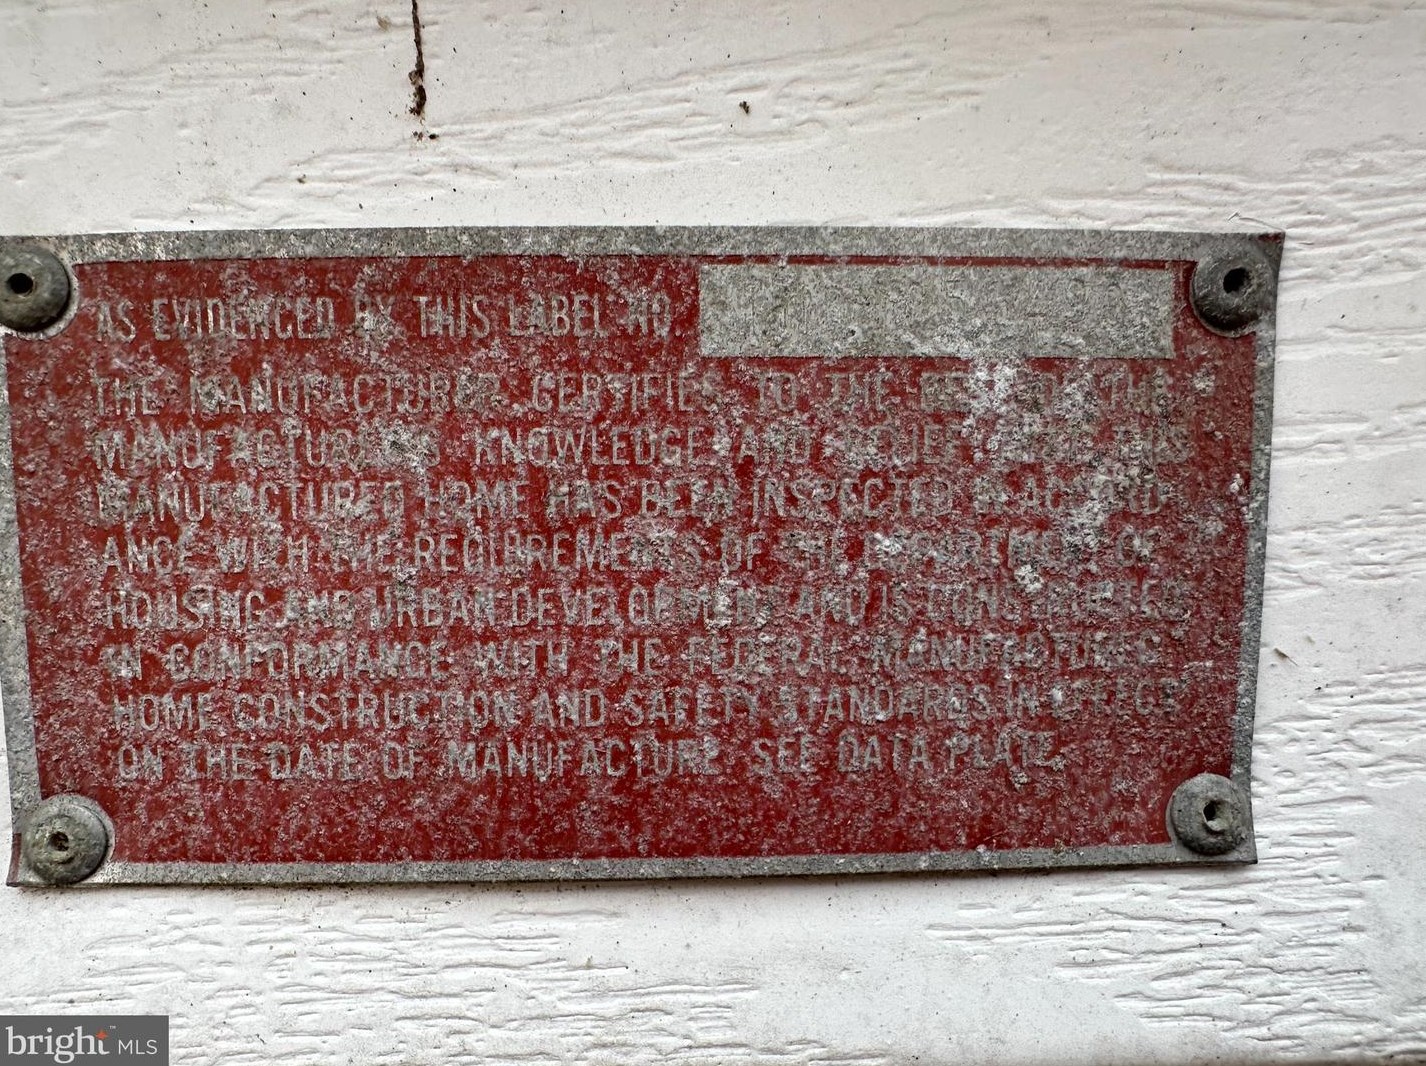 AS EVIDENCED BY THIS LABEL NO.
THE MANUFACTURER CERTIFIES TO THE BEST OF THE
MANUFACTURER'S KNOWLEDGE AND BELIEF THAT THIS
MANUFACTURED HOME HAS BEEN INSPECTED IN ACCORD-
ANCE WITH THE REQUIREMENTS OF THE DEPARTMENT OF
HOUSING AND URBAN DEVELOPMENT AND IS CONSTRUCTED
IN CONFORMANCE WITH THE FEDERAL MANUFACTURED
HOME CONSTRUCTION AND SAFETY STANDARDS IN EFFECT
ON THE DATE OF MANUFACTURE. SEE DATA PLATE.
bright™ MLS